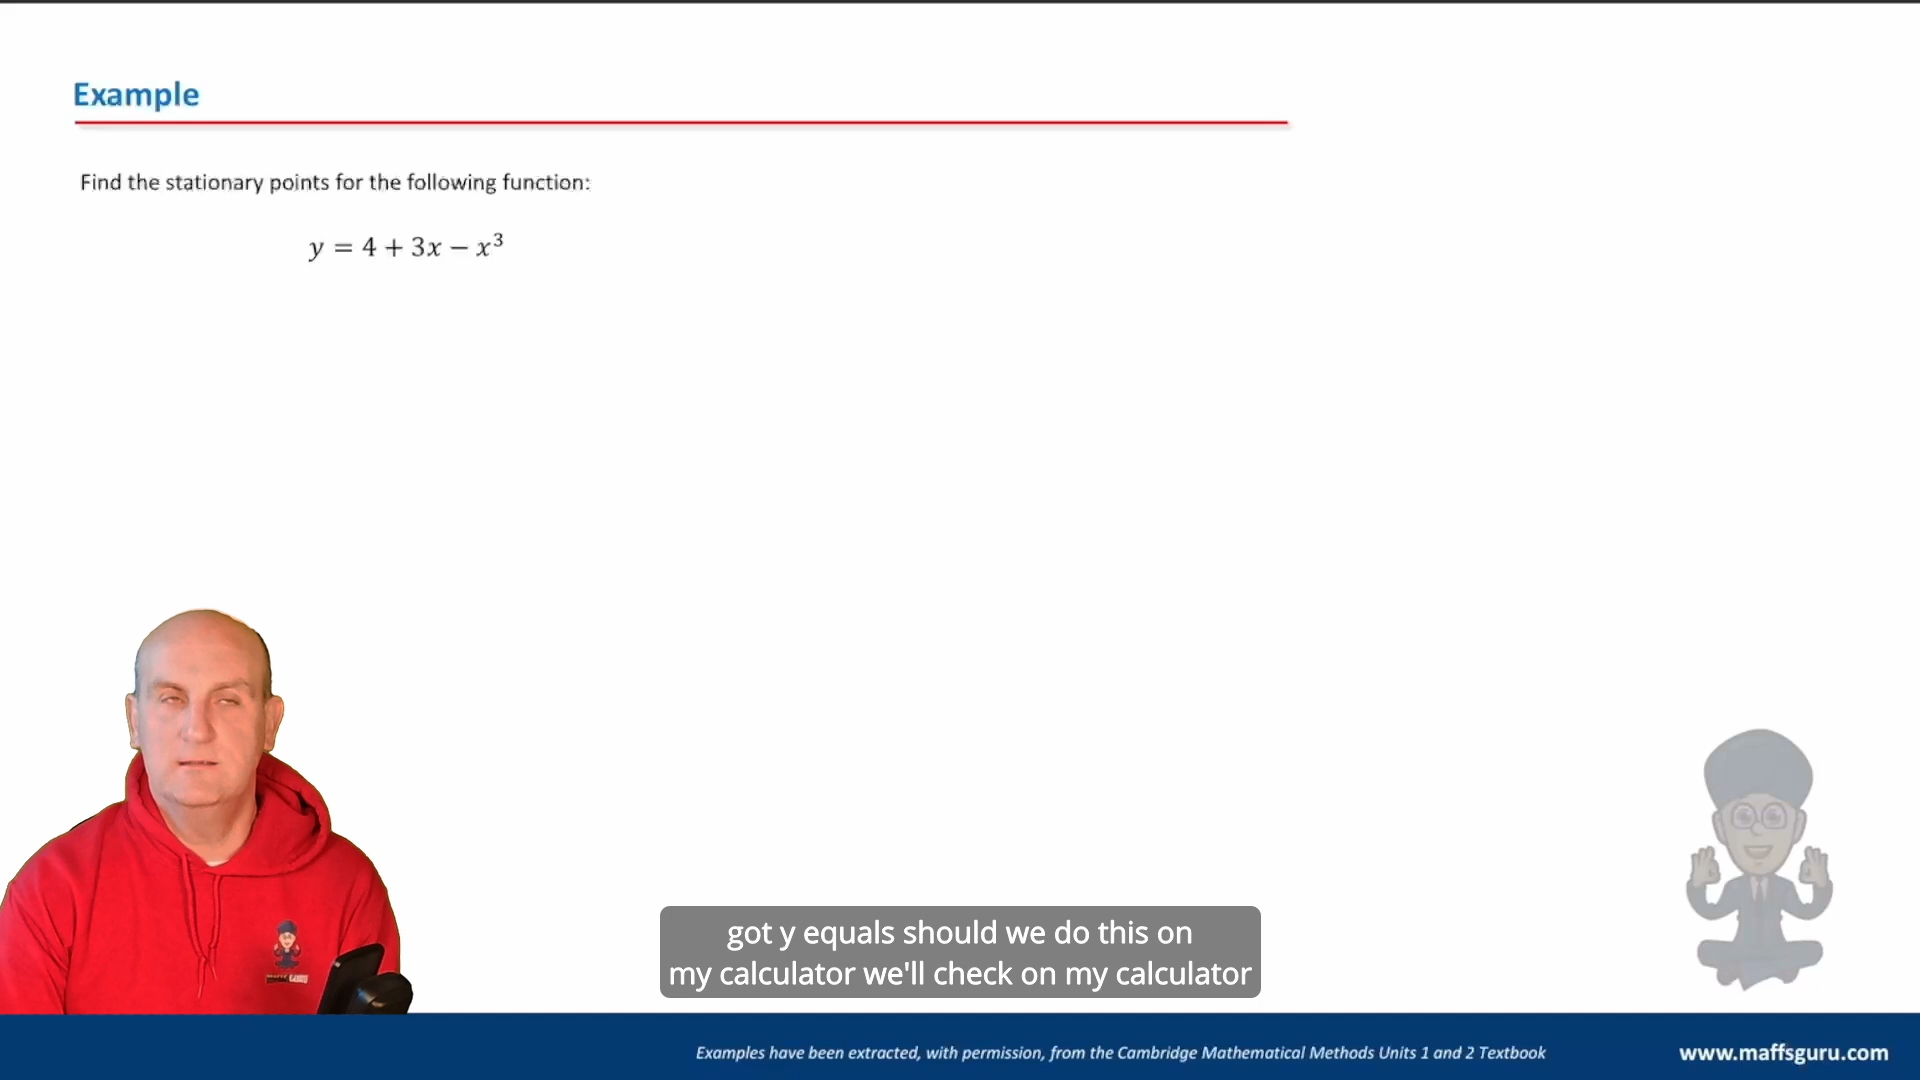 Example
Find the stationary points for the following function:
y = 4 + 3x − x³
got y equals should we do this on
my calculator we'll check on my calculator
Examples have been extracted, with permission, from the Cambridge Mathematical Methods Units 1 and 2 Textbook
www.maffsguru.com